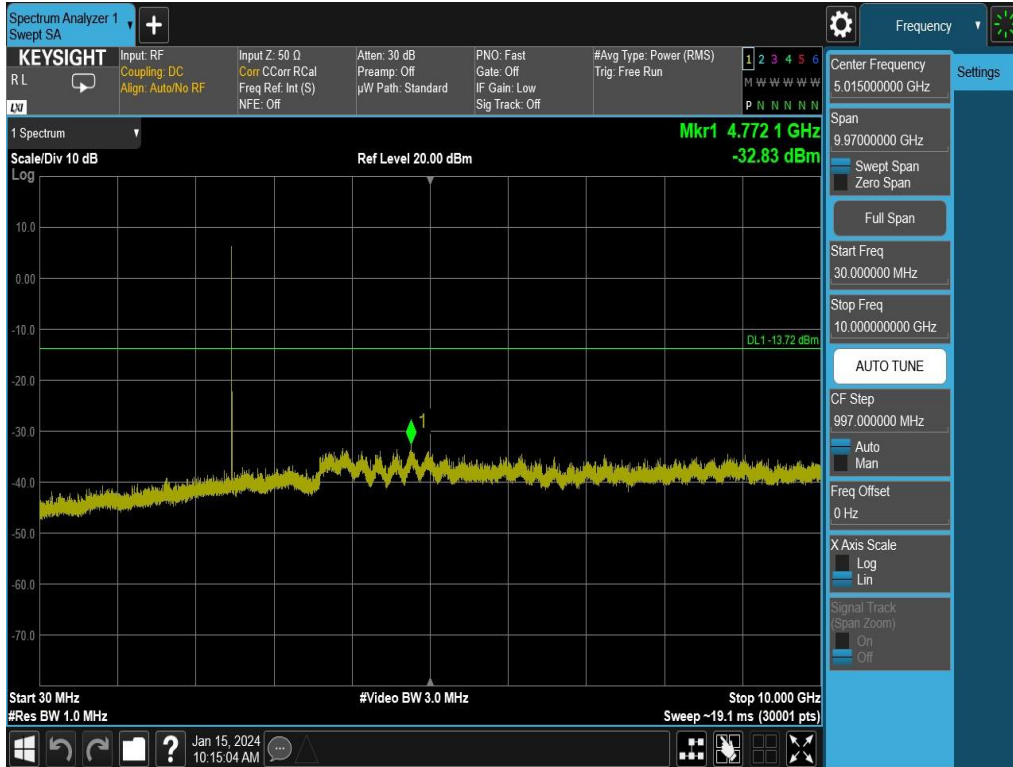 Spectrum Analyzer 1
Swept SA
Frequency
KEYSIGHT
R L
LXI
Input: RF
Coupling: DC
Align: Auto/No RF
Input Z: 50 Ω
Corr CCorr RCal
Freq Ref: Int (S)
NFE: Off
Atten: 30 dB
Preamp: Off
µW Path: Standard
PNO: Fast
Gate: Off
IF Gain: Low
Sig Track: Off
#Avg Type: Power (RMS)
Trig: Free Run
1 2 3 4 5 6
M W W W W W
P N N N N N
1 Spectrum
Mkr1 4.772 1 GHz
-32.83 dBm
Scale/Div 10 dB
Ref Level 20.00 dBm
Log
10.0
0.00
-10.0
DL1 -13.72 dBm
-20.0
-30.0
1
-40.0
-50.0
-60.0
-70.0
Start 30 MHz
#Video BW 3.0 MHz
Stop 10.000 GHz
#Res BW 1.0 MHz
Sweep ~19.1 ms (30001 pts)
Center Frequency
5.015000000 GHz
Settings
Span
9.97000000 GHz
Swept Span
Zero Span
Full Span
Start Freq
30.000000 MHz
Stop Freq
10.000000000 GHz
AUTO TUNE
CF Step
997.000000 MHz
Auto
Man
Freq Offset
0 Hz
X Axis Scale
Log
Lin
Signal Track
(Span Zoom)
On
Off
?
Jan 15, 2024
10:15:04 AM